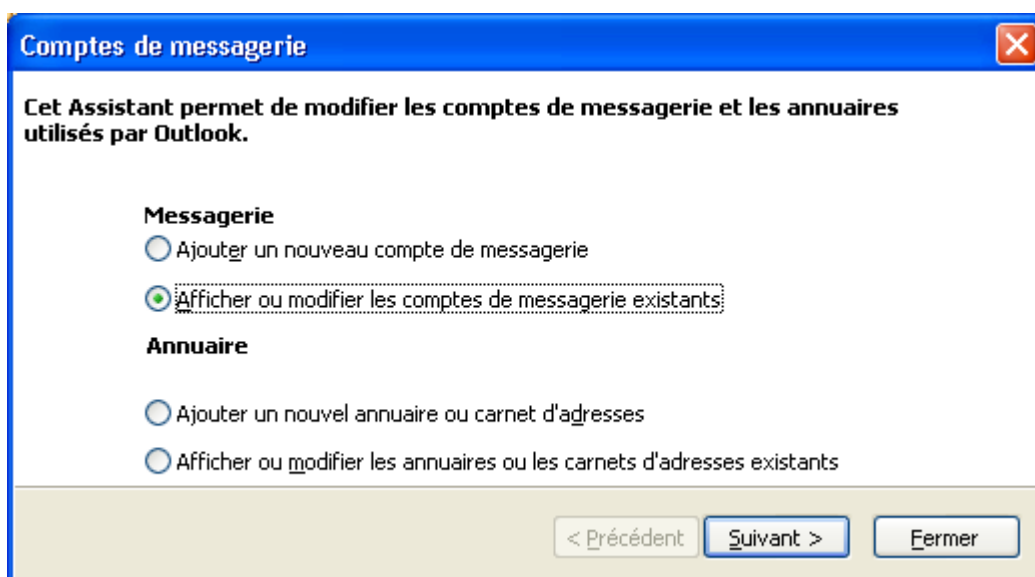 Comptes de messagerie
Cet Assistant permet de modifier les comptes de messagerie et les annuaires
utilisés par Outlook.
Messagerie
Ajouter un nouveau compte de messagerie
Afficher ou modifier les comptes de messagerie existants
Annuaire
Ajouter un nouvel annuaire ou carnet d'adresses
Afficher ou modifier les annuaires ou les carnets d'adresses existants
< Précédent Suivant > Fermer